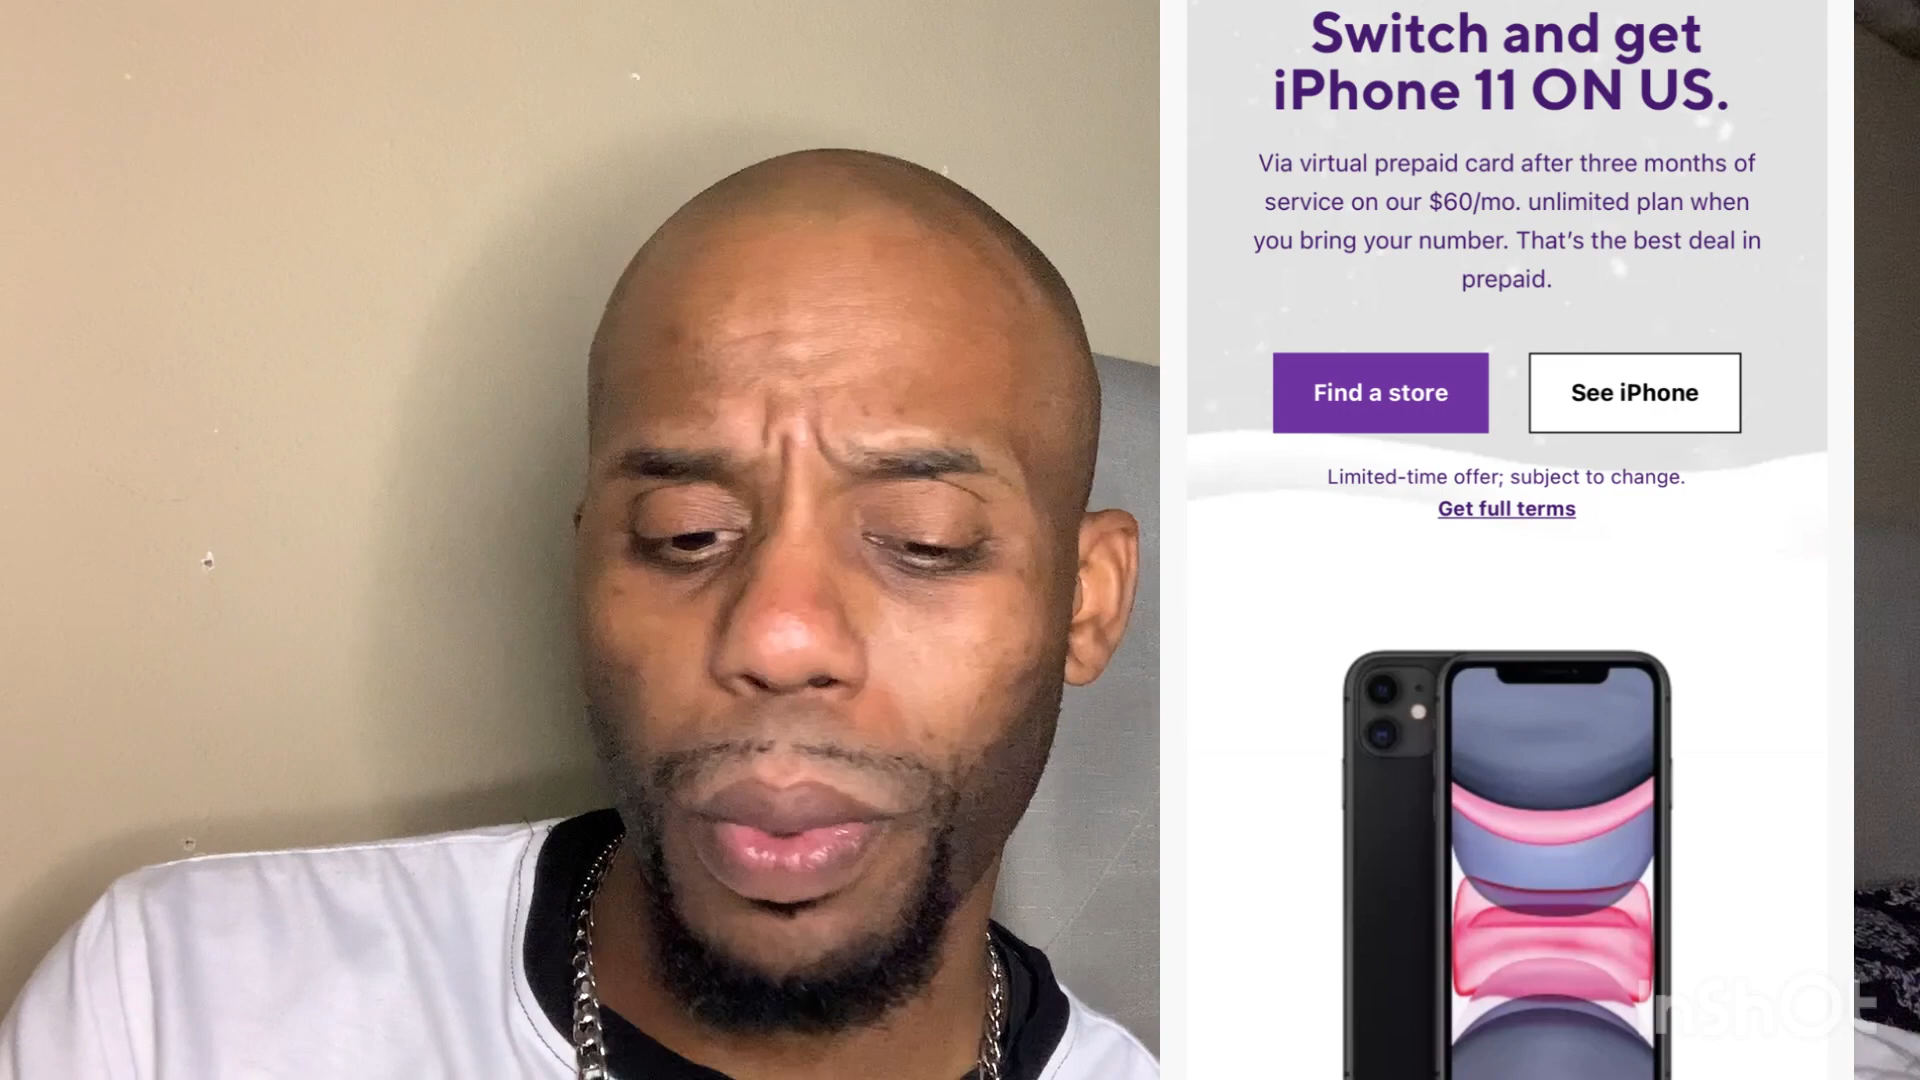 Switch and get
iPhone 11 ON US.
Via virtual prepaid card after three months of
service on our $60/mo. unlimited plan when
you bring your number. That's the best deal in
prepaid.
Find a store
See iPhone
Limited-time offer; subject to change.
Get full terms
InShOt